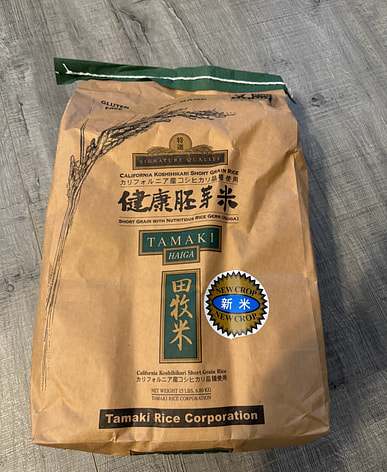 GLUTEN
FREE
特選
SIGNATURE QUALITY
CALIFORNIA KOSHIHIKARI SHORT GRAIN RICE
カリフォルニア産コシヒカリ品種使用
健康胚芽米
SHORT GRAIN WITH NUTRITIOUS RICE GERM (HAIGA)
TAMAKI
HAIGA
田牧米
NEW CROP
新米
NEW CROP
California Koshihikari Short Grain Rice
カリフォルニア産コシヒカリ品種使用
NET WEIGHT 15 LBS. 6.80 KG
TAMAKI RICE CORPORATION
Tamaki Rice Corporation